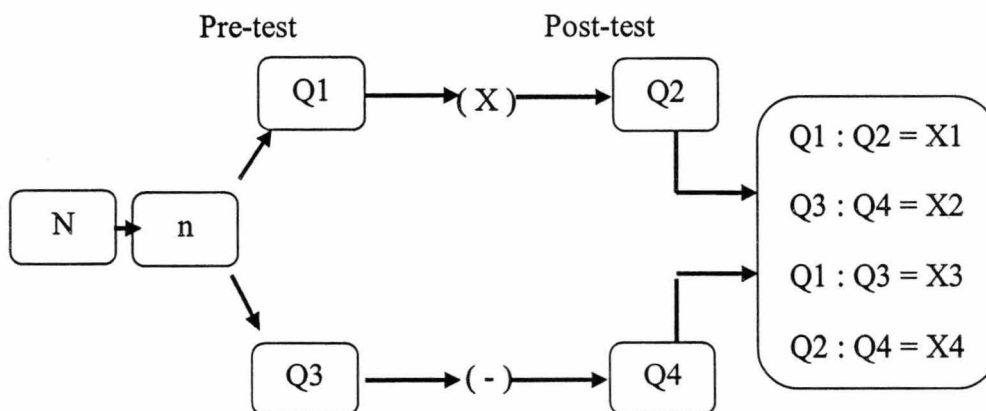 Pre-test Post-test
Q1 ( X ) Q2
N n
Q3 ( - ) Q4
Q1 : Q2 = X1
Q3 : Q4 = X2
Q1 : Q3 = X3
Q2 : Q4 = X4